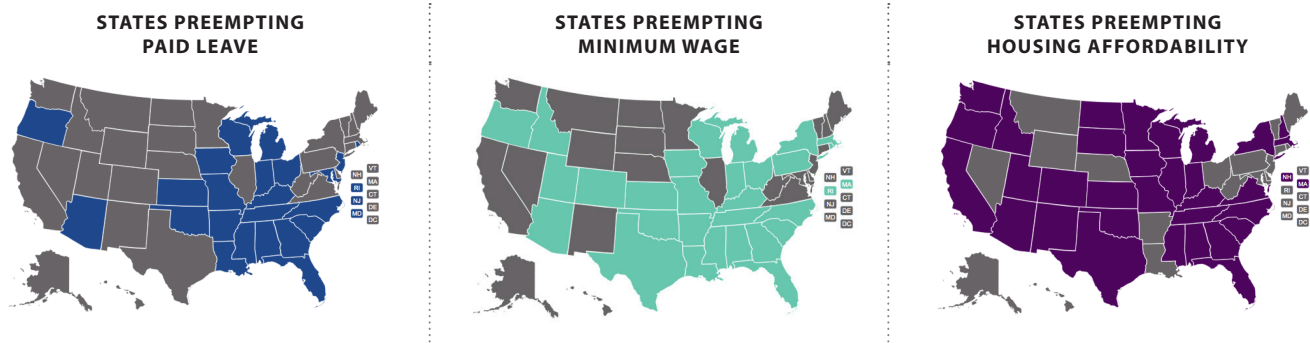 STATES PREEMPTING
PAID LEAVE
VT
NH
MA
RI
CT
NJ
DE
MD
DC
STATES PREEMPTING
MINIMUM WAGE
VT
NH
MA
RI
CT
NJ
DE
MD
DC
STATES PREEMPTING
HOUSING AFFORDABILITY
VT
NH
MA
RI
CT
NJ
DE
MD
DC